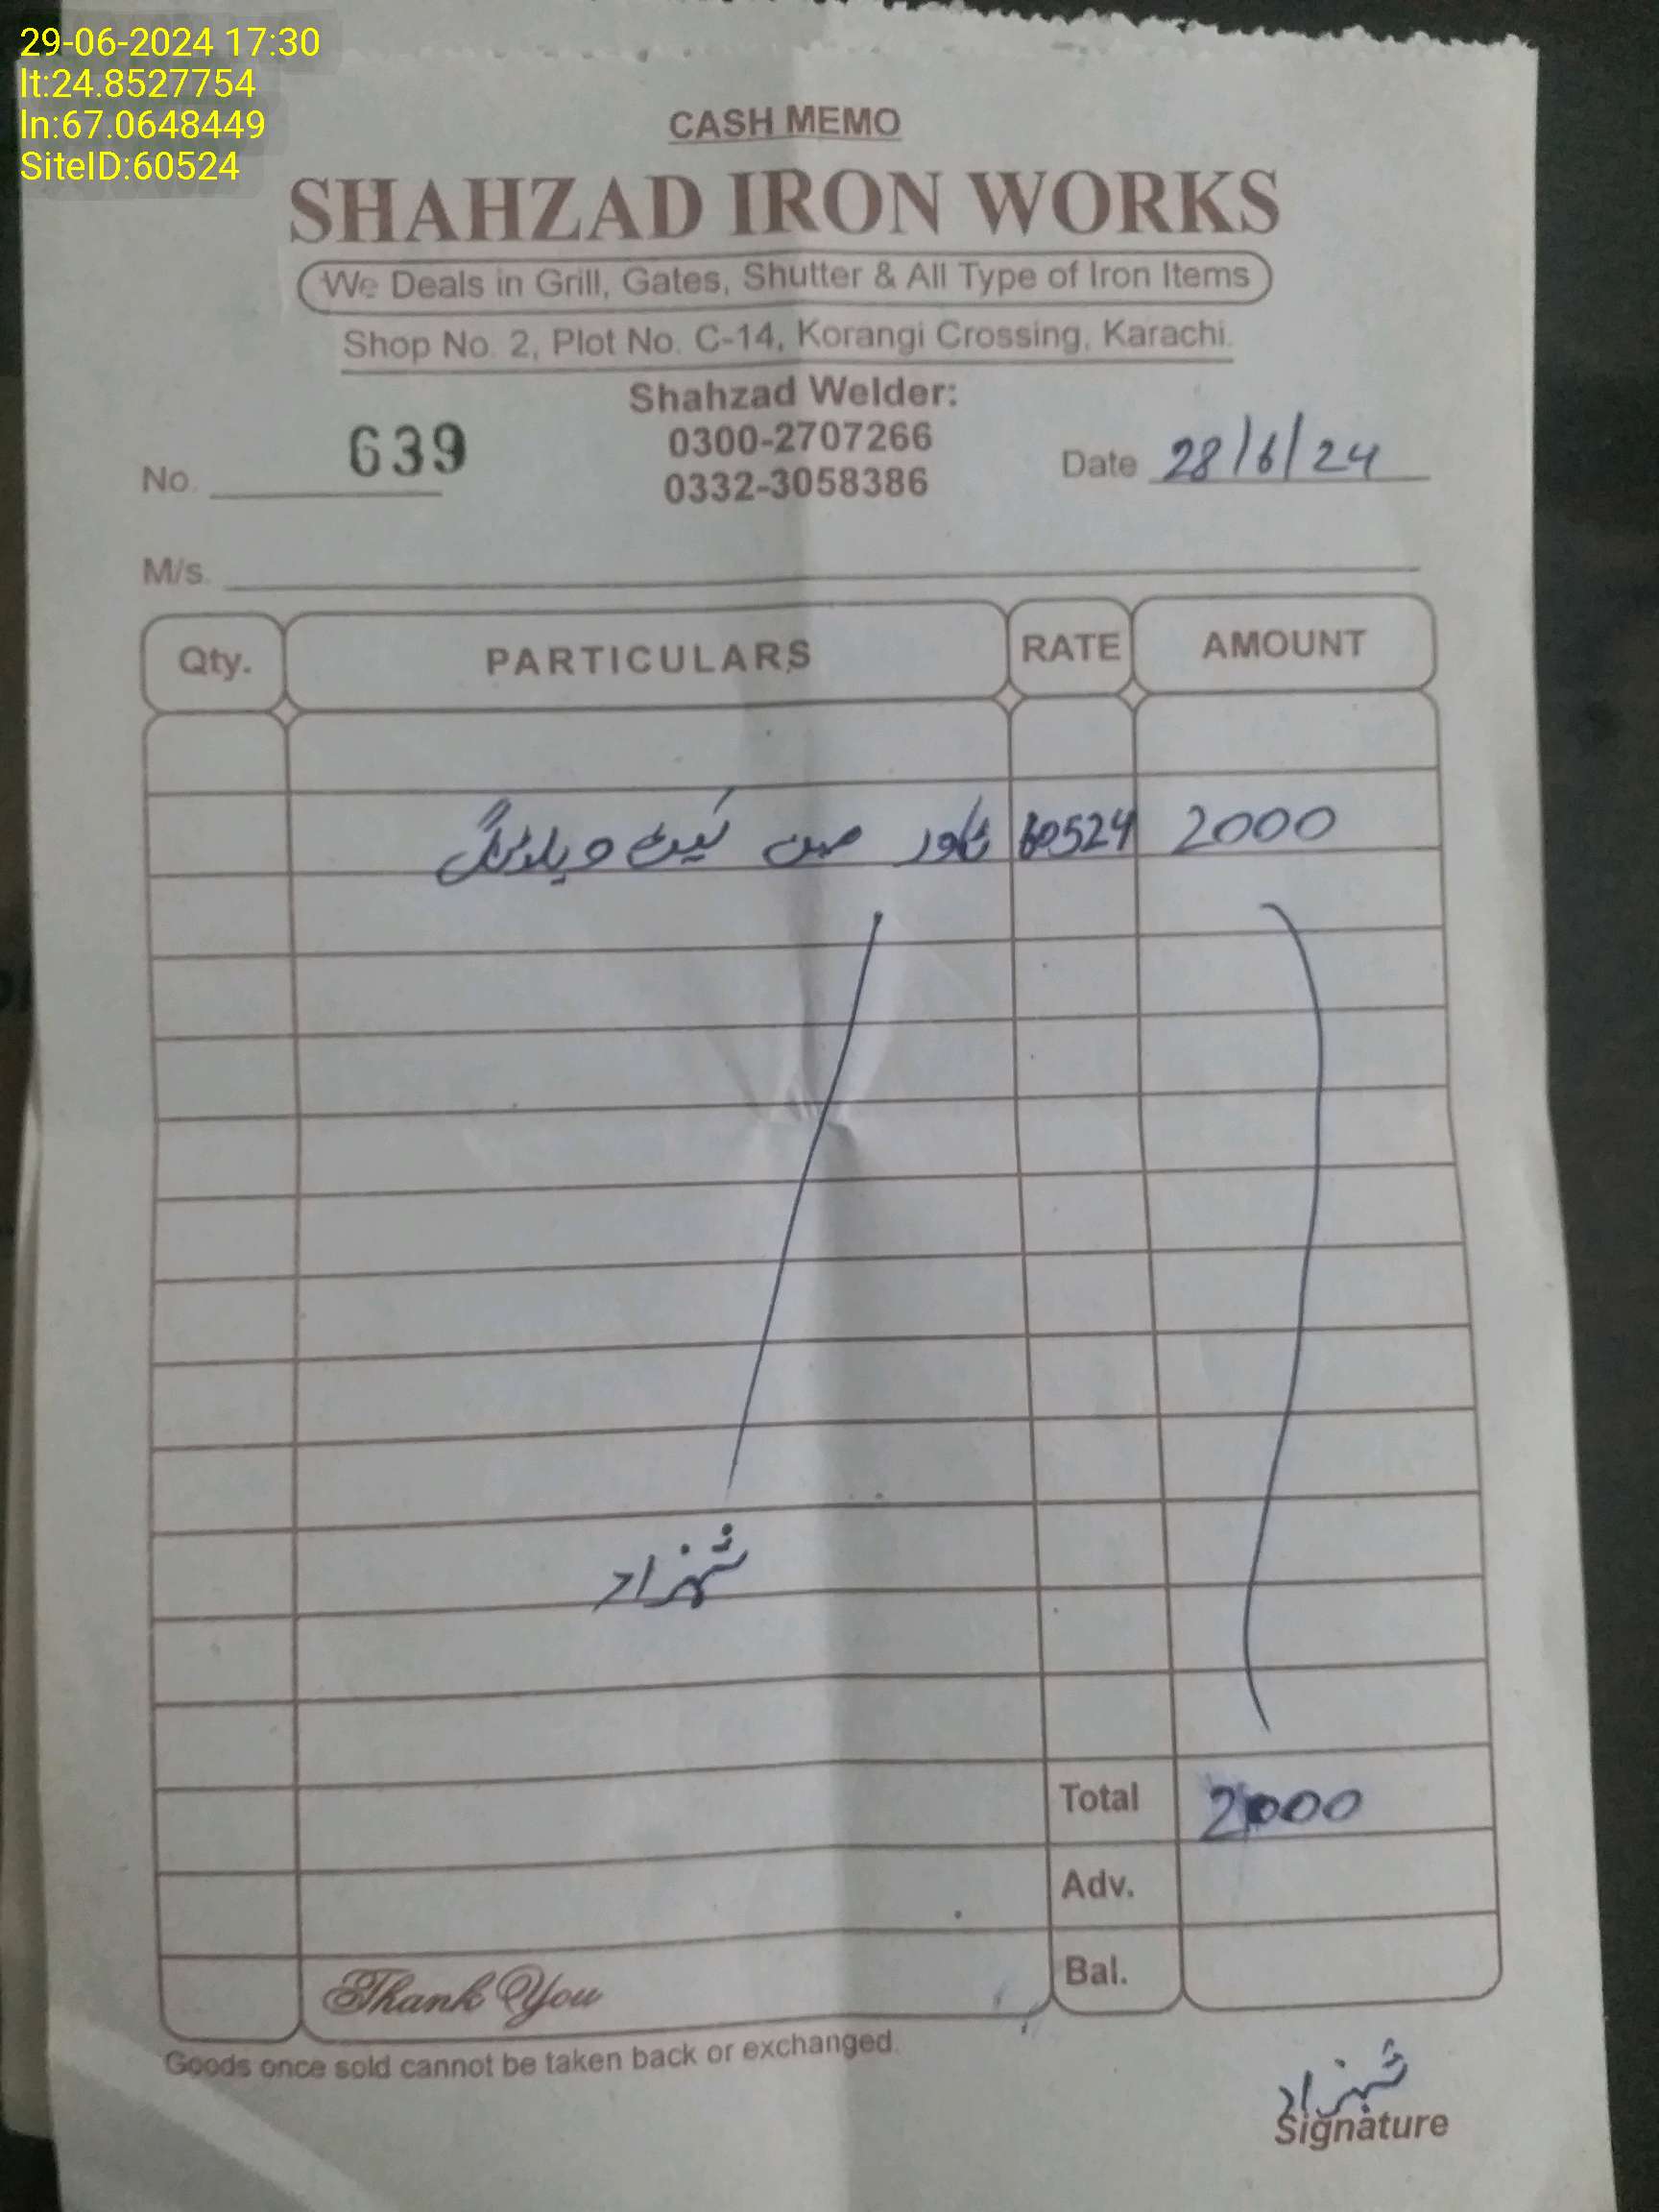 29-06-2024 17:30
lt:24.8527754
ln:67.0648449
SiteID:60524
CASH MEMO
SHAHZAD IRON WORKS
We Deals in Grill, Gates, Shutter & All Type of Iron Items
Shop No. 2, Plot No. C-14, Korangi Crossing, Karachi.
Shahzad Welder:
0300-2707266
0332-3058386
No. 639
Date 28/6/24
M/s.
Qty. PARTICULARS RATE AMOUNT
ٹاور مین گیٹ ویلڈنگ 60524 2000
شہزاد
Total 2000
Adv.
Bal.
Thank You
Goods once sold cannot be taken back or exchanged.
شہزاد
Signature